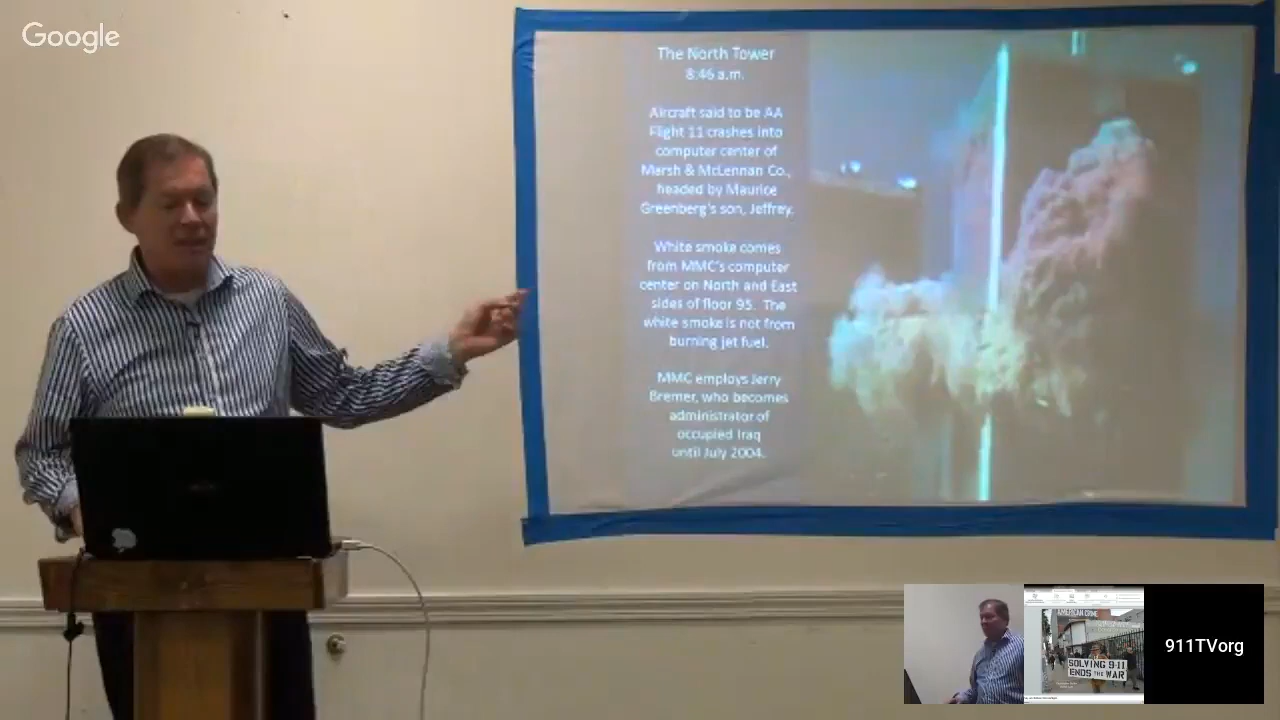 Google
The North Tower
8:46 a.m.
Aircraft said to be AA
Flight 11 crashes into
computer center of
Marsh & McLennan Co.,
headed by Maurice
Greenberg's son, Jeffrey.
White smoke comes
from MMC's computer
center on North and East
sides of floor 95. The
white smoke is not from
burning jet fuel.
MMC employs Jerry
Bremer, who becomes
administrator of
occupied Iraq
until July 2004.
AMERICAN CRIME
SOLVING 9-11
ENDS THE WAR
911TVorg